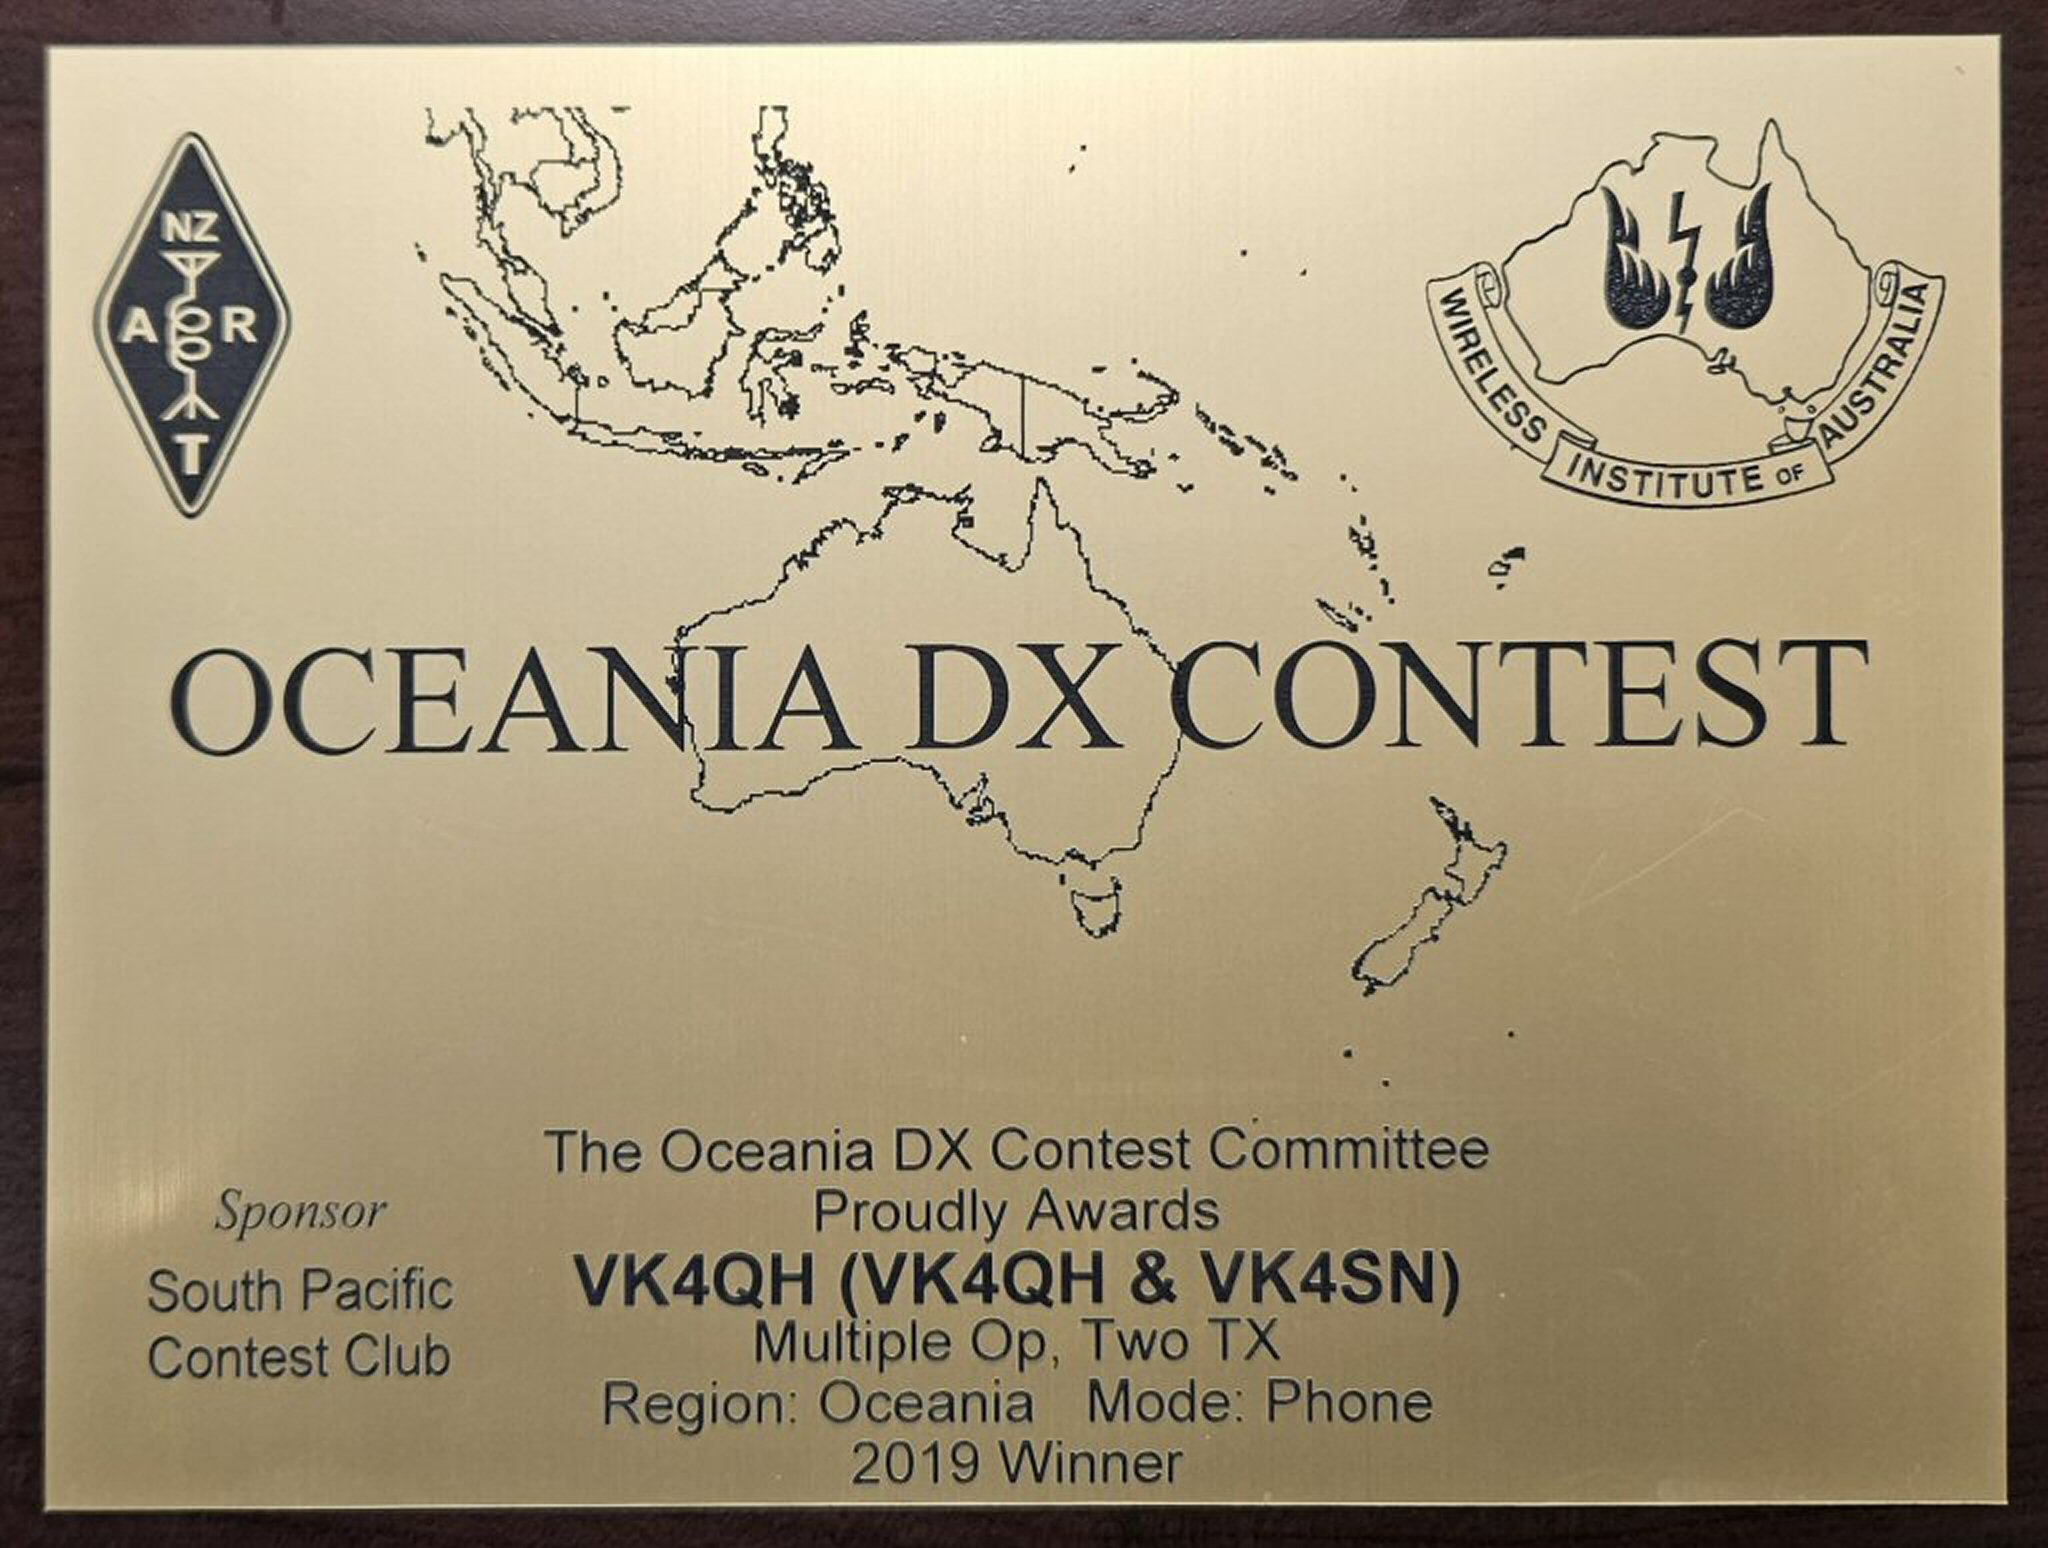 NZ
A R
T
WIRELESS INSTITUTE OF AUSTRALIA
OCEANIA DX CONTEST
The Oceania DX Contest Committee
Proudly Awards
VK4QH (VK4QH & VK4SN)
Multiple Op, Two TX
Region: Oceania Mode: Phone
2019 Winner
Sponsor
South Pacific
Contest Club